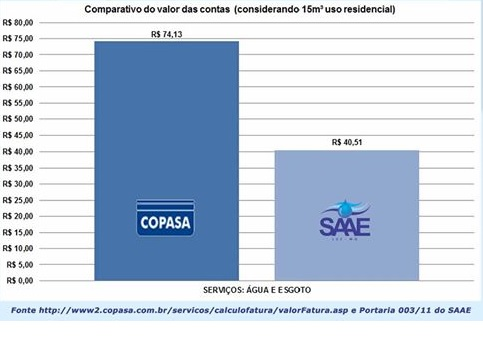 Comparativo do valor das contas (considerando 15m³ uso residencial)
R$ 80,00
R$ 75,00
R$ 70,00
R$ 65,00
R$ 60,00
R$ 55,00
R$ 50,00
R$ 45,00
R$ 40,00
R$ 35,00
R$ 30,00
R$ 25,00
R$ 20,00
R$ 15,00
R$ 10,00
R$ 5,00
R$ 0,00
R$ 74,13
R$ 40,51
COPASA
SAAE
SERVIÇOS: ÁGUA E ESGOTO
Fonte http://www2.copasa.com.br/servicos/calculofatura/valorFatura.asp e Portaria 003/11 do SAAE